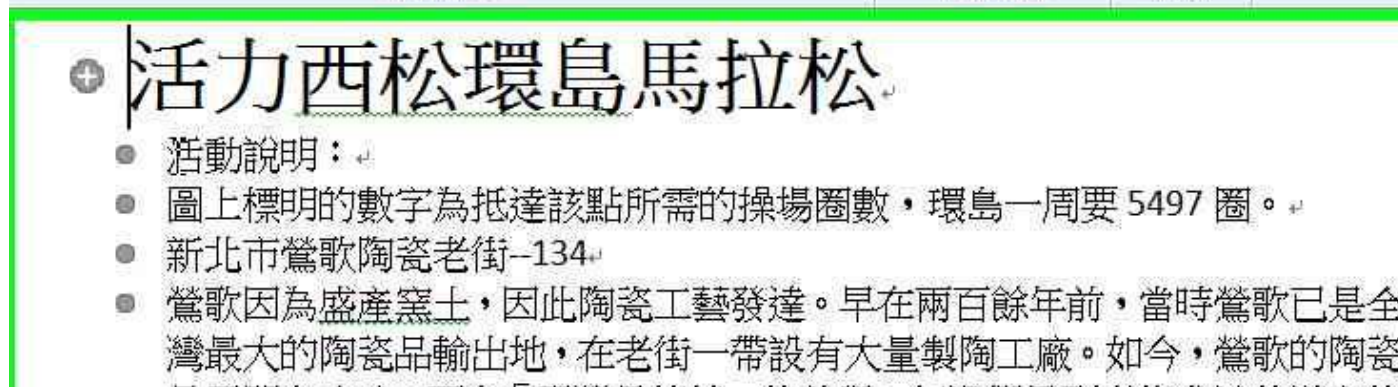 活力西松環島馬拉松
活動說明：
圖上標明的數字為抵達該點所需的操場圈數，環島一周要 5497 圈。
新北市鶯歌陶瓷老街--134
鶯歌因為盛產窯土，因此陶瓷工藝發達。早在兩百餘年前，當時鶯歌已是全
灣最大的陶瓷品輸出地，在老街一帶設有大量製陶工廠。如今，鶯歌的陶瓷